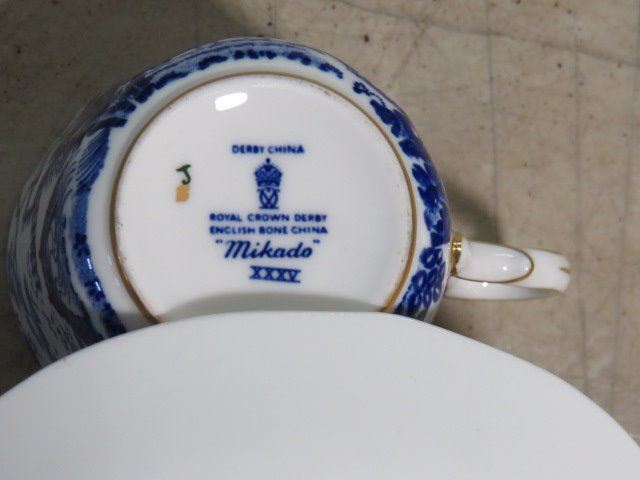 DERBY CHINA
J
ROYAL CROWN DERBY
ENGLISH BONE CHINA
"Mikado"
XXXV